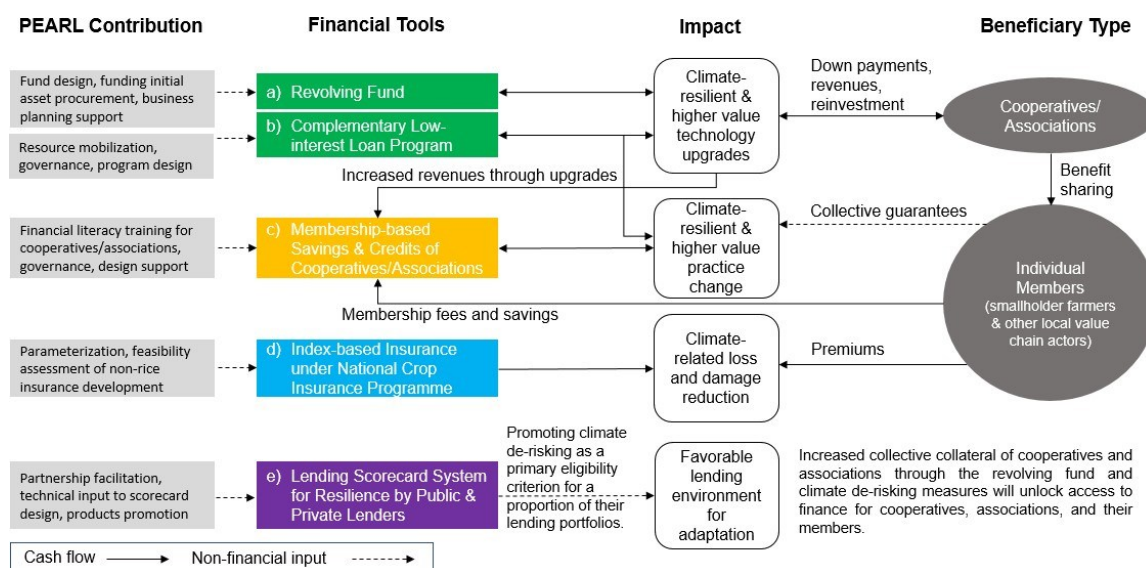 PEARL Contribution
Financial Tools
Impact
Beneficiary Type
Fund design, funding initial
asset procurement, business
planning support
a) Revolving Fund
Climate-
resilient &
higher value
technology
upgrades
Down payments,
revenues,
reinvestment
Cooperatives/
Associations
Resource mobilization,
governance, program design
b) Complementary Low-
interest Loan Program
Increased revenues through upgrades
Benefit
sharing
Financial literacy training for
cooperatives/associations,
governance, design support
c) Membership-based
Savings & Credits of
Cooperatives/Associations
Climate-
resilient &
higher value
practice
change
Collective guarantees
Individual
Members
(smallholder farmers
& other local value
chain actors)
Membership fees and savings
Parameterization, feasibility
assessment of non-rice
insurance development
d) Index-based Insurance
under National Crop
Insurance Programme
Climate-
related loss
and damage
reduction
Premiums
Partnership facilitation,
technical input to scorecard
design, products promotion
e) Lending Scorecard System
for Resilience by Public &
Private Lenders
Promoting climate
de-risking as a
primary eligibility
criterion for a
proportion of their
lending portfolios.
Favorable
lending
environment
for
adaptation
Increased collective collateral of cooperatives and
associations through the revolving fund and
climate de-risking measures will unlock access to
finance for cooperatives, associations, and their
members.
Cash flow
Non-financial input